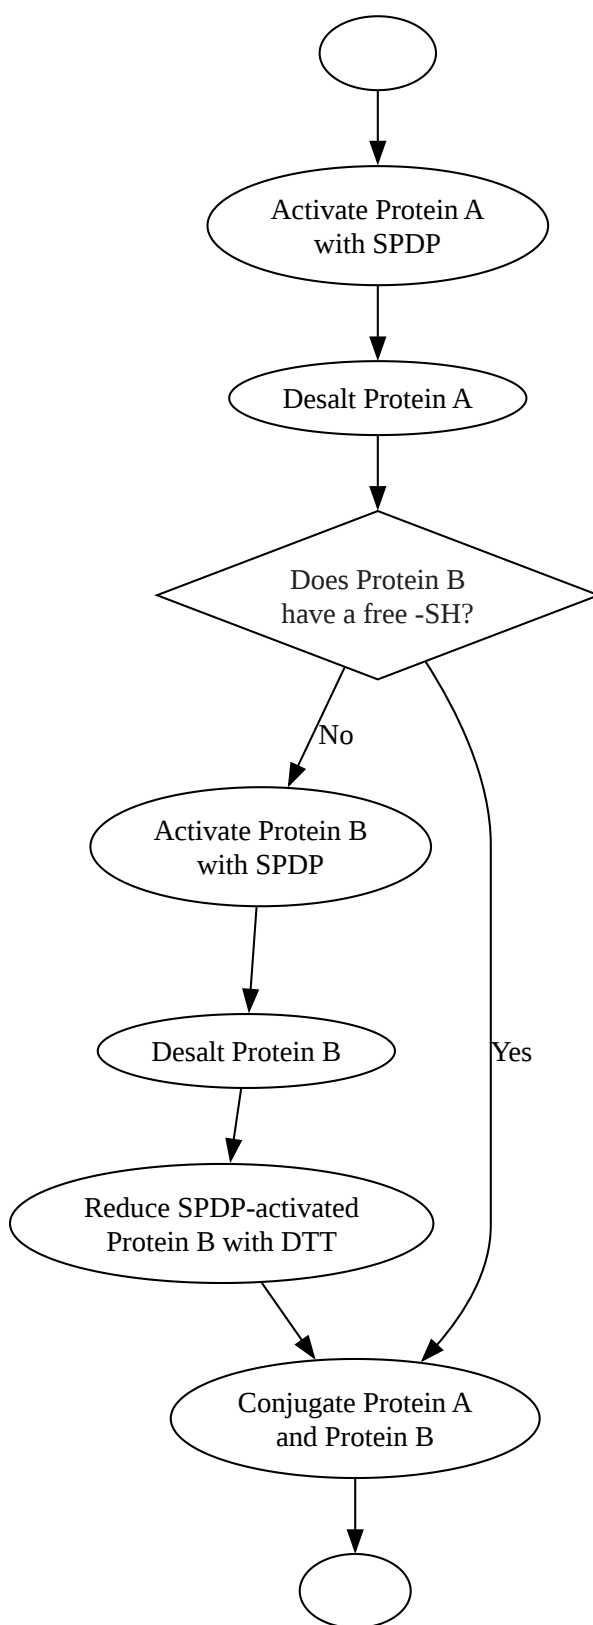 Activate Protein A
with SPDP
Desalt Protein A
Does Protein B
have a free -SH?
No
Activate Protein B
with SPDP
Desalt Protein B
Yes
Reduce SPDP-activated
Protein B with DTT
Conjugate Protein A
and Protein B